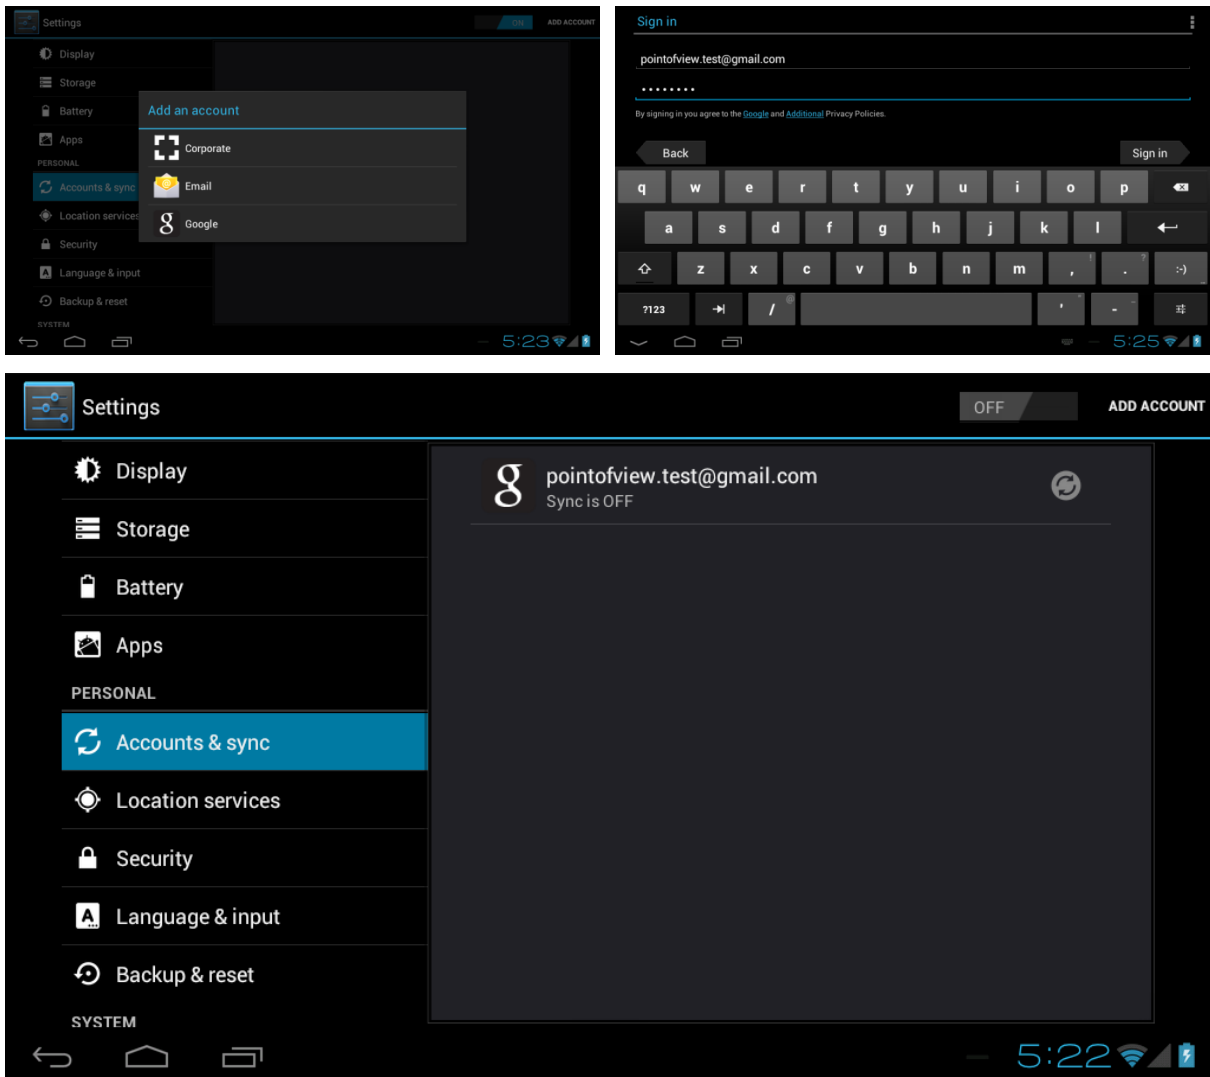 Settings
ON
ADD ACCOUNT
Display
Storage
Battery
Apps
PERSONAL
Accounts & sync
Location services
Security
Language & input
Backup & reset
SYSTEM
Add an account
Corporate
Email
Google
5:23
Sign in
pointofview.test@gmail.com
By signing in you agree to the Google and Additional Privacy Policies.
Back
Sign in
q w e r t y u i o p
a s d f g h j k l
z x c v b n m , ! . ? :-)
?123 / @ ' " - _
5:25
Settings
OFF
ADD ACCOUNT
Display
Storage
Battery
Apps
PERSONAL
Accounts & sync
Location services
Security
Language & input
Backup & reset
SYSTEM
pointofview.test@gmail.com
Sync is OFF
5:22